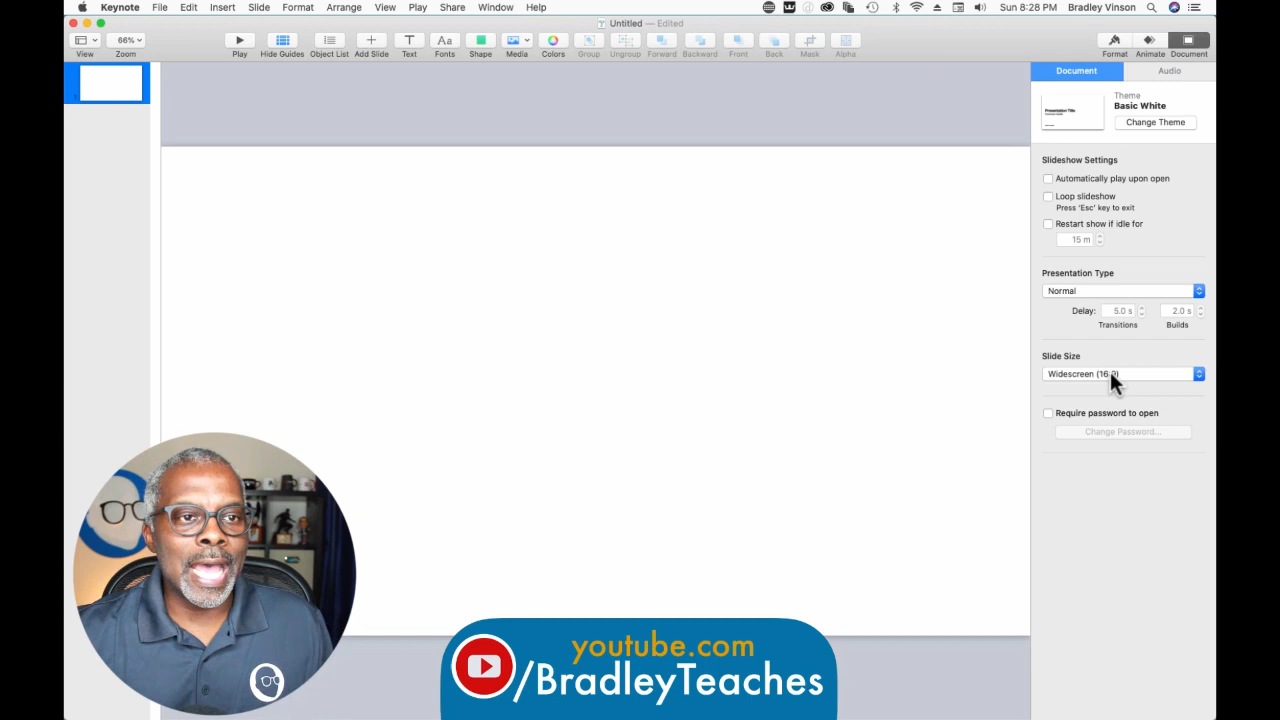 Keynote File Edit Insert Slide Format Arrange View Play Share Window Help Sun 8:28 PM Bradley Vinson
Untitled — Edited
66%
View Zoom Play Hide Guides Object List Add Slide Text Fonts Shape Media Colors Group Ungroup Forward Backward Front Back Mask Alpha Format Animate Document
Document Audio
Theme
Basic White
Presentation Title
Change Theme
Slideshow Settings
Automatically play upon open
Loop slideshow
Press 'Esc' key to exit
Restart show if idle for
15 m
Presentation Type
Normal
Delay: 5.0 s 2.0 s
Transitions Builds
Slide Size
Widescreen (16:9)
Require password to open
Change Password...
youtube.com
/BradleyTeaches